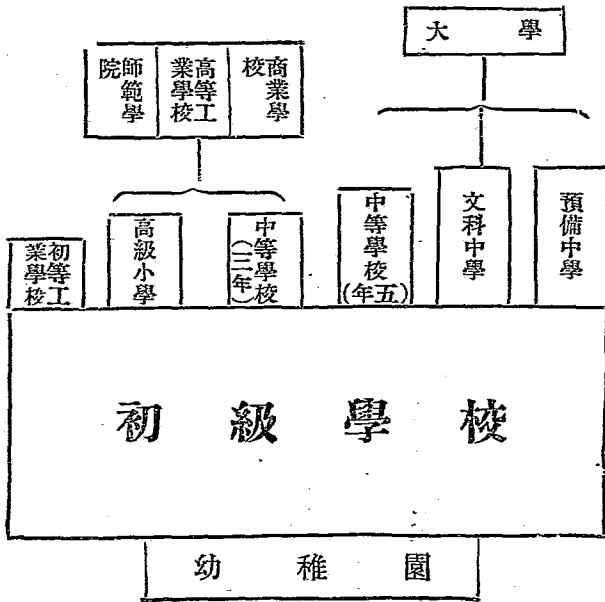 大學
商業學校
高等工業學校
師範學院
預備中學
文科中學
中等學校(五年)
中等學校(三年)
高級小學
初等工業學校
初級學校
幼稚園